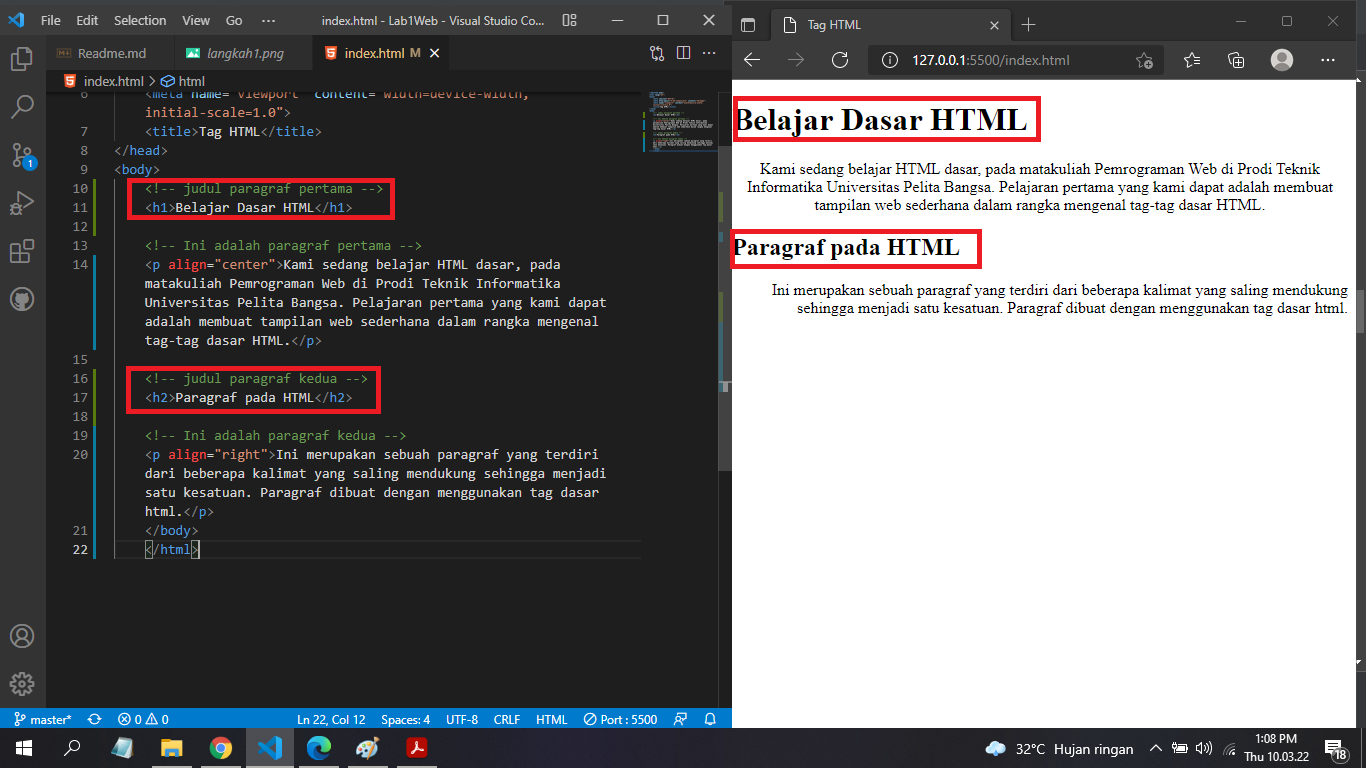 File Edit Selection View Go ··· index.html - Lab1Web - Visual Studio Co...
Readme.md langkah1.png index.html M
index.html > html
6 <meta name="viewport" content="width=device-width,
initial-scale=1.0">
7 <title>Tag HTML</title>
8 </head>
9 <body>
10 <!-- judul paragraf pertama -->
11 <h1>Belajar Dasar HTML</h1>
12
13 <!-- Ini adalah paragraf pertama -->
14 <p align="center">Kami sedang belajar HTML dasar, pada
matakuliah Pemrograman Web di Prodi Teknik Informatika
Universitas Pelita Bangsa. Pelajaran pertama yang kami dapat
adalah membuat tampilan web sederhana dalam rangka mengenal
tag-tag dasar HTML.</p>
15
16 <!-- judul paragraf kedua -->
17 <h2>Paragraf pada HTML</h2>
18
19 <!-- Ini adalah paragraf kedua -->
20 <p align="right">Ini merupakan sebuah paragraf yang terdiri
dari beberapa kalimat yang saling mendukung sehingga menjadi
satu kesatuan. Paragraf dibuat dengan menggunakan tag dasar
html.</p>
21 </body>
22 </html>
1
master* 0 0 Ln 22, Col 12 Spaces: 4 UTF-8 CRLF HTML Port : 5500
Tag HTML
127.0.0.1:5500/index.html
Belajar Dasar HTML
Kami sedang belajar HTML dasar, pada matakuliah Pemrograman Web di Prodi Teknik
Informatika Universitas Pelita Bangsa. Pelajaran pertama yang kami dapat adalah membuat
tampilan web sederhana dalam rangka mengenal tag-tag dasar HTML.
Paragraf pada HTML
Ini merupakan sebuah paragraf yang terdiri dari beberapa kalimat yang saling mendukung
sehingga menjadi satu kesatuan. Paragraf dibuat dengan menggunakan tag dasar html.
32°C Hujan ringan
1:08 PM
Thu 10.03.22
18